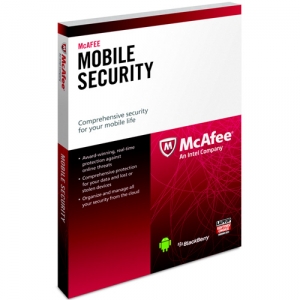 McAFEE
MOBILE
SECURITY
Comprehensive security
for your mobile life
• Award-winning, real-time
protection against
online threats
• Comprehensive protection
for your data and lost or
stolen devices
• Organize and manage all
your security from the cloud
McAfee
An Intel Company
MOBILE SECURITY
BlackBerry
LAPTOP